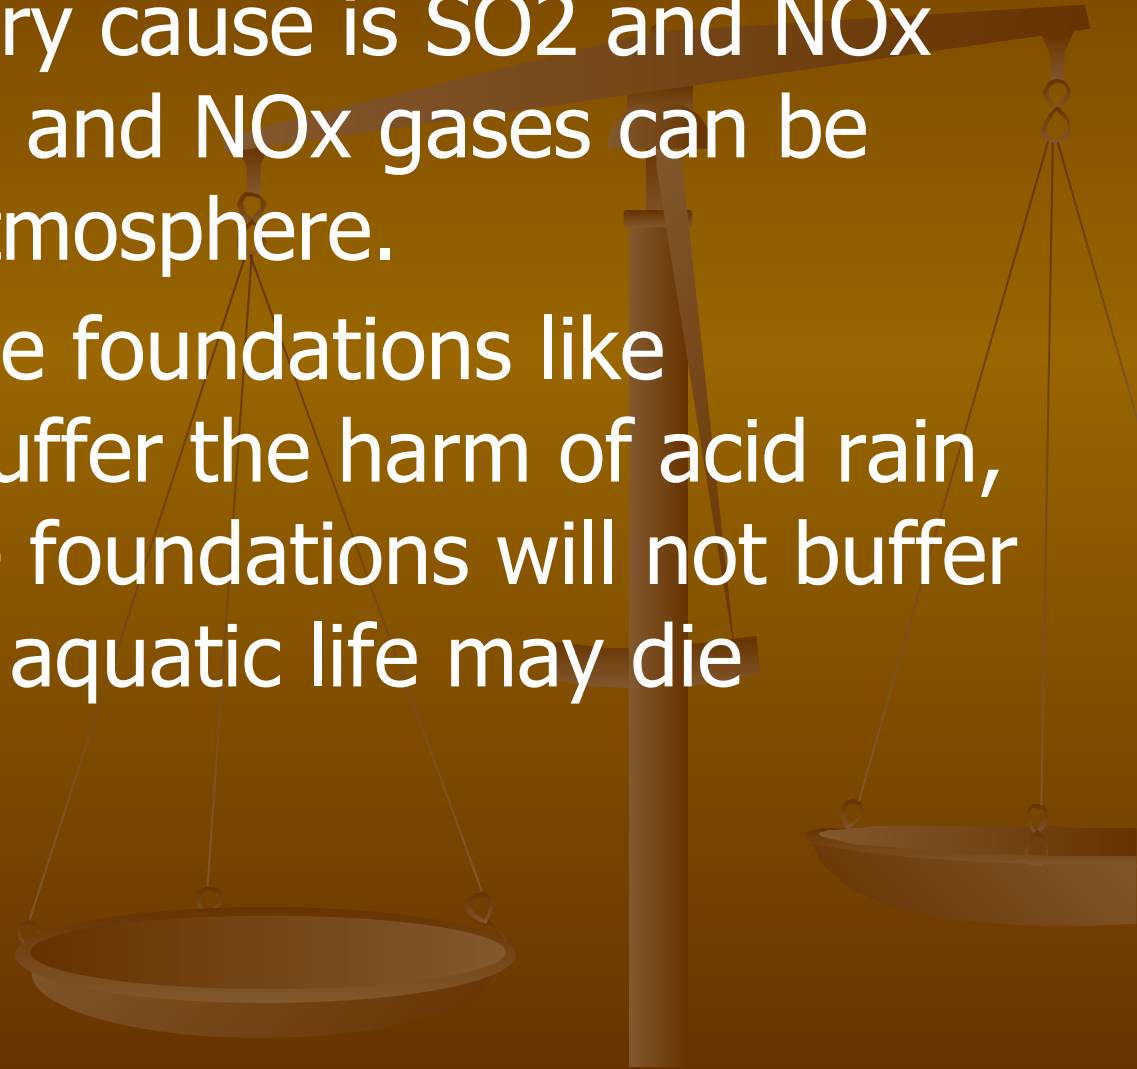 ry cause is SO2 and NOx
and NOx gases can be
tmosphere.
e foundations like
uffer the harm of acid rain,
foundations will not buffer
aquatic life may die